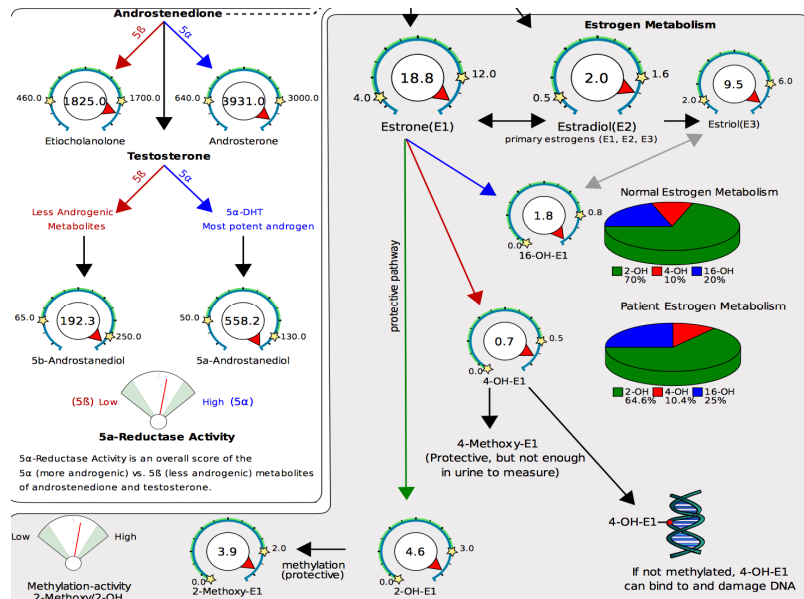 Androstenedione
5ß
5α
460.0
1825.0
1700.0
Etiocholanolone
640.0
3931.0
3000.0
Androsterone
Testosterone
5ß
5α
Less Androgenic
Metabolites
5α-DHT
Most potent androgen
65.0
192.3
250.0
5b-Androstanediol
50.0
558.2
130.0
5a-Androstanediol
(5ß) Low
High (5α)
5a-Reductase Activity
5α-Reductase Activity is an overall score of the
5α (more androgenic) vs. 5ß (less androgenic) metabolites
of androstenedione and testosterone.
Estrogen Metabolism
4.0
18.8
12.0
Estrone(E1)
0.5
2.0
1.6
Estradiol(E2)
primary estrogens (E1, E2, E3)
2.0
9.5
6.0
Estriol(E3)
0.0
1.8
0.8
16-OH-E1
Normal Estrogen Metabolism
2-OH 4-OH 16-OH
70% 10% 20%
protective pathway
0.0
0.7
0.5
4-OH-E1
Patient Estrogen Metabolism
2-OH 4-OH 16-OH
64.6% 10.4% 25%
4-Methoxy-E1
(Protective, but not enough
in urine to measure)
4-OH-E1
If not methylated, 4-OH-E1
can bind to and damage DNA
Low
High
Methylation-activity
2-Methoxy/2-OH
0.0
3.9
2.0
2-Methoxy-E1
methylation
(protective)
0.0
4.6
3.0
2-OH-E1